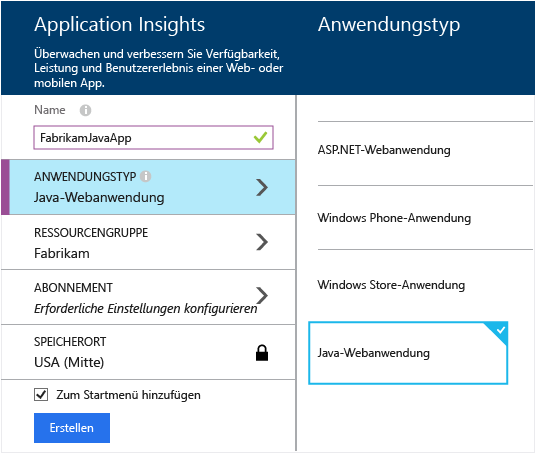 Application Insights
Überwachen und verbessern Sie Verfügbarkeit,
Leistung und Benutzererlebnis einer Web- oder
mobilen App.
Name
FabrikamJavaApp
ANWENDUNGSTYP
Java-Webanwendung
RESSOURCENGRUPPE
Fabrikam
ABONNEMENT
Erforderliche Einstellungen konfigurieren
SPEICHERORT
USA (Mitte)
Zum Startmenü hinzufügen
Erstellen
Anwendungstyp
ASP.NET-Webanwendung
Windows Phone-Anwendung
Windows Store-Anwendung
Java-Webanwendung